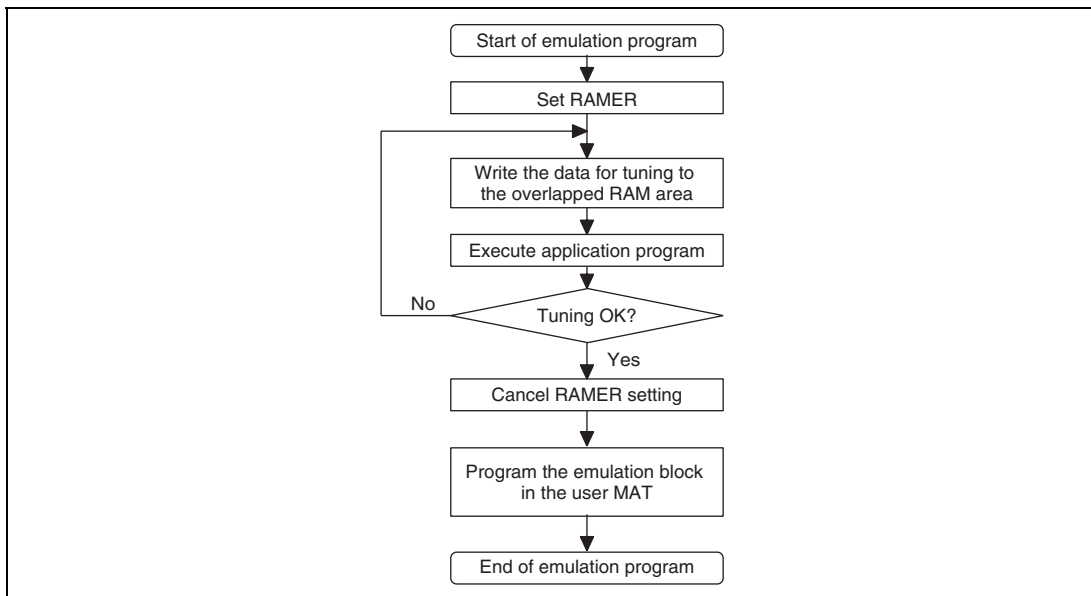 Start of emulation program
Set RAMER
Write the data for tuning to
the overlapped RAM area
Execute application program
No
Tuning OK?
Yes
Cancel RAMER setting
Program the emulation block
in the user MAT
End of emulation program